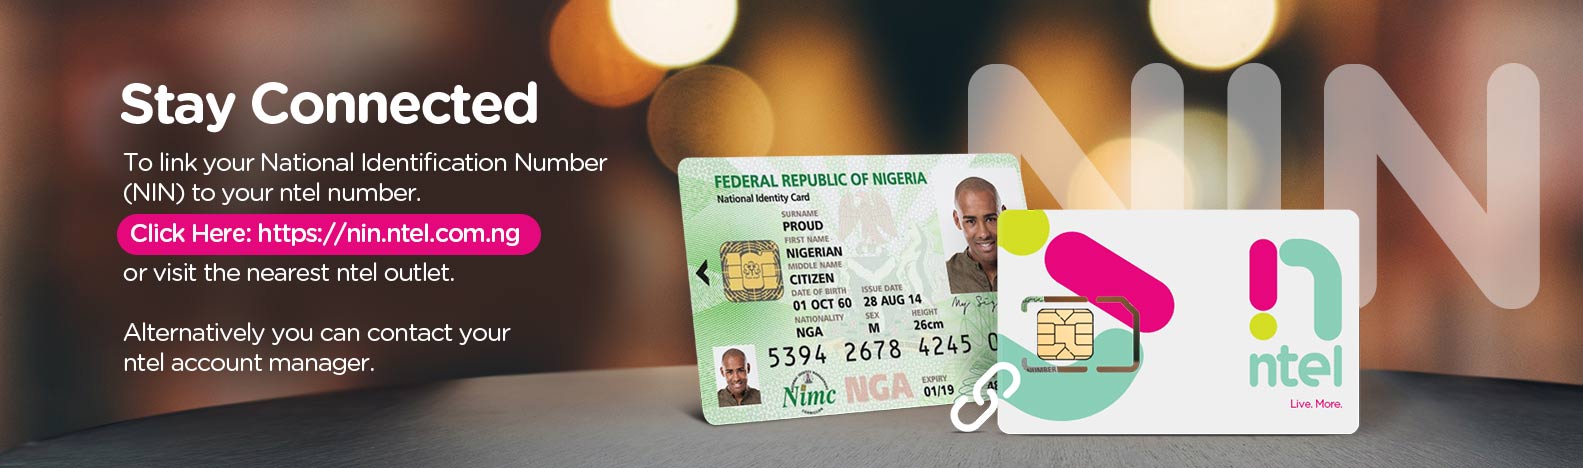 Stay Connected
To link your National Identification Number
(NIN) to your ntel number.
Click Here: https://nin.ntel.com.ng
or visit the nearest ntel outlet.
Alternatively you can contact your
ntel account manager.
NIN
FEDERAL REPUBLIC OF NIGERIA
National Identity Card
SURNAME
PROUD
FIRST NAME
NIGERIAN
MIDDLE NAME
CITIZEN
DATE OF BIRTH ISSUE DATE
01 OCT 60 28 AUG 14
NATIONALITY SEX HEIGHT
NGA M 26cm
5394 2678 4245 0
Nimc NGA EXPIRY
01/19
ntel
Live. More.